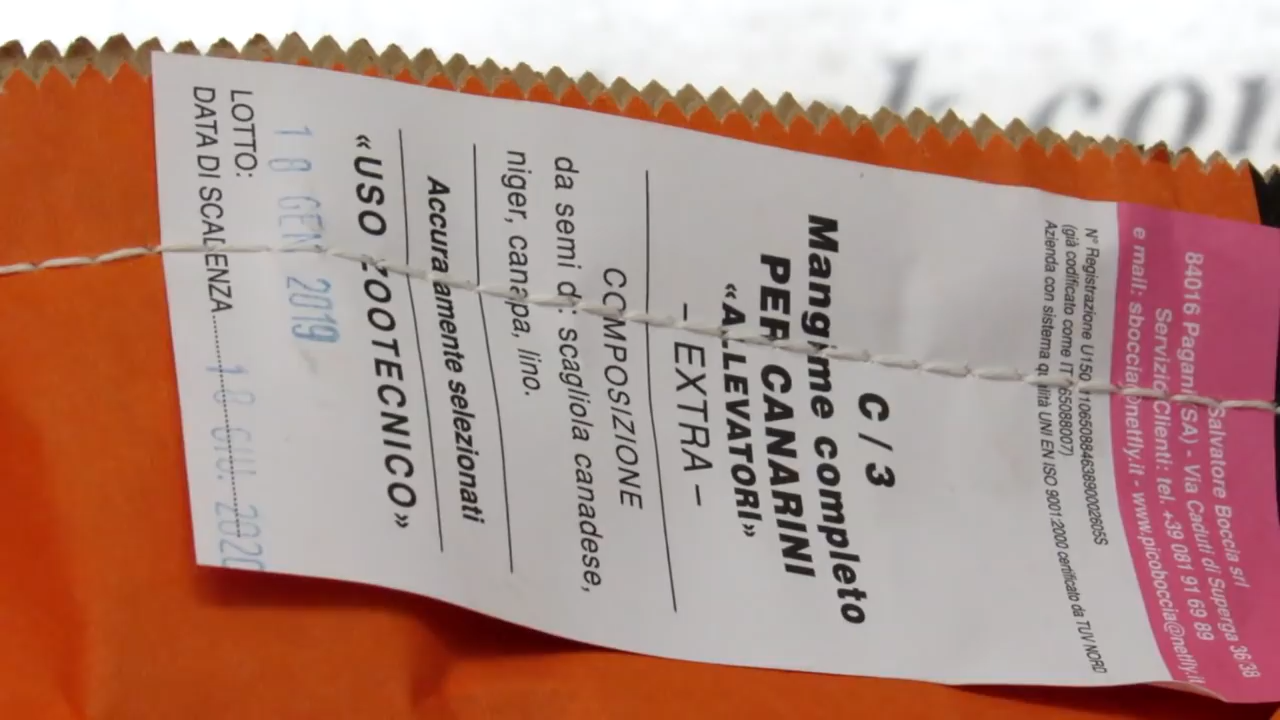 Salvatore Boccia srl
84016 Pagani (SA) - Via Caduti di Superga 36 38
Servizio Clienti: tel. +39 081 91 69 89
e mail: sboccia@netfly.it - www.picoboccia@netfly.it
N° Registrazione
(già codificato come IT
Azienda con sistema qualità UNI EN ISO 9001:2000 certificato da TUV NORD
C / 3
Mangime completo
PER CANARINI
«ALLEVATORI»
– EXTRA –
COMPOSIZIONE
da semi di: scagliola canadese,
niger, canapa, lino.
Accuratamente selezionati
«USO ZOOTECNICO»
18 GEN 2019
LOTTO:
DATA DI SCADENZA 18 GIU. 2020